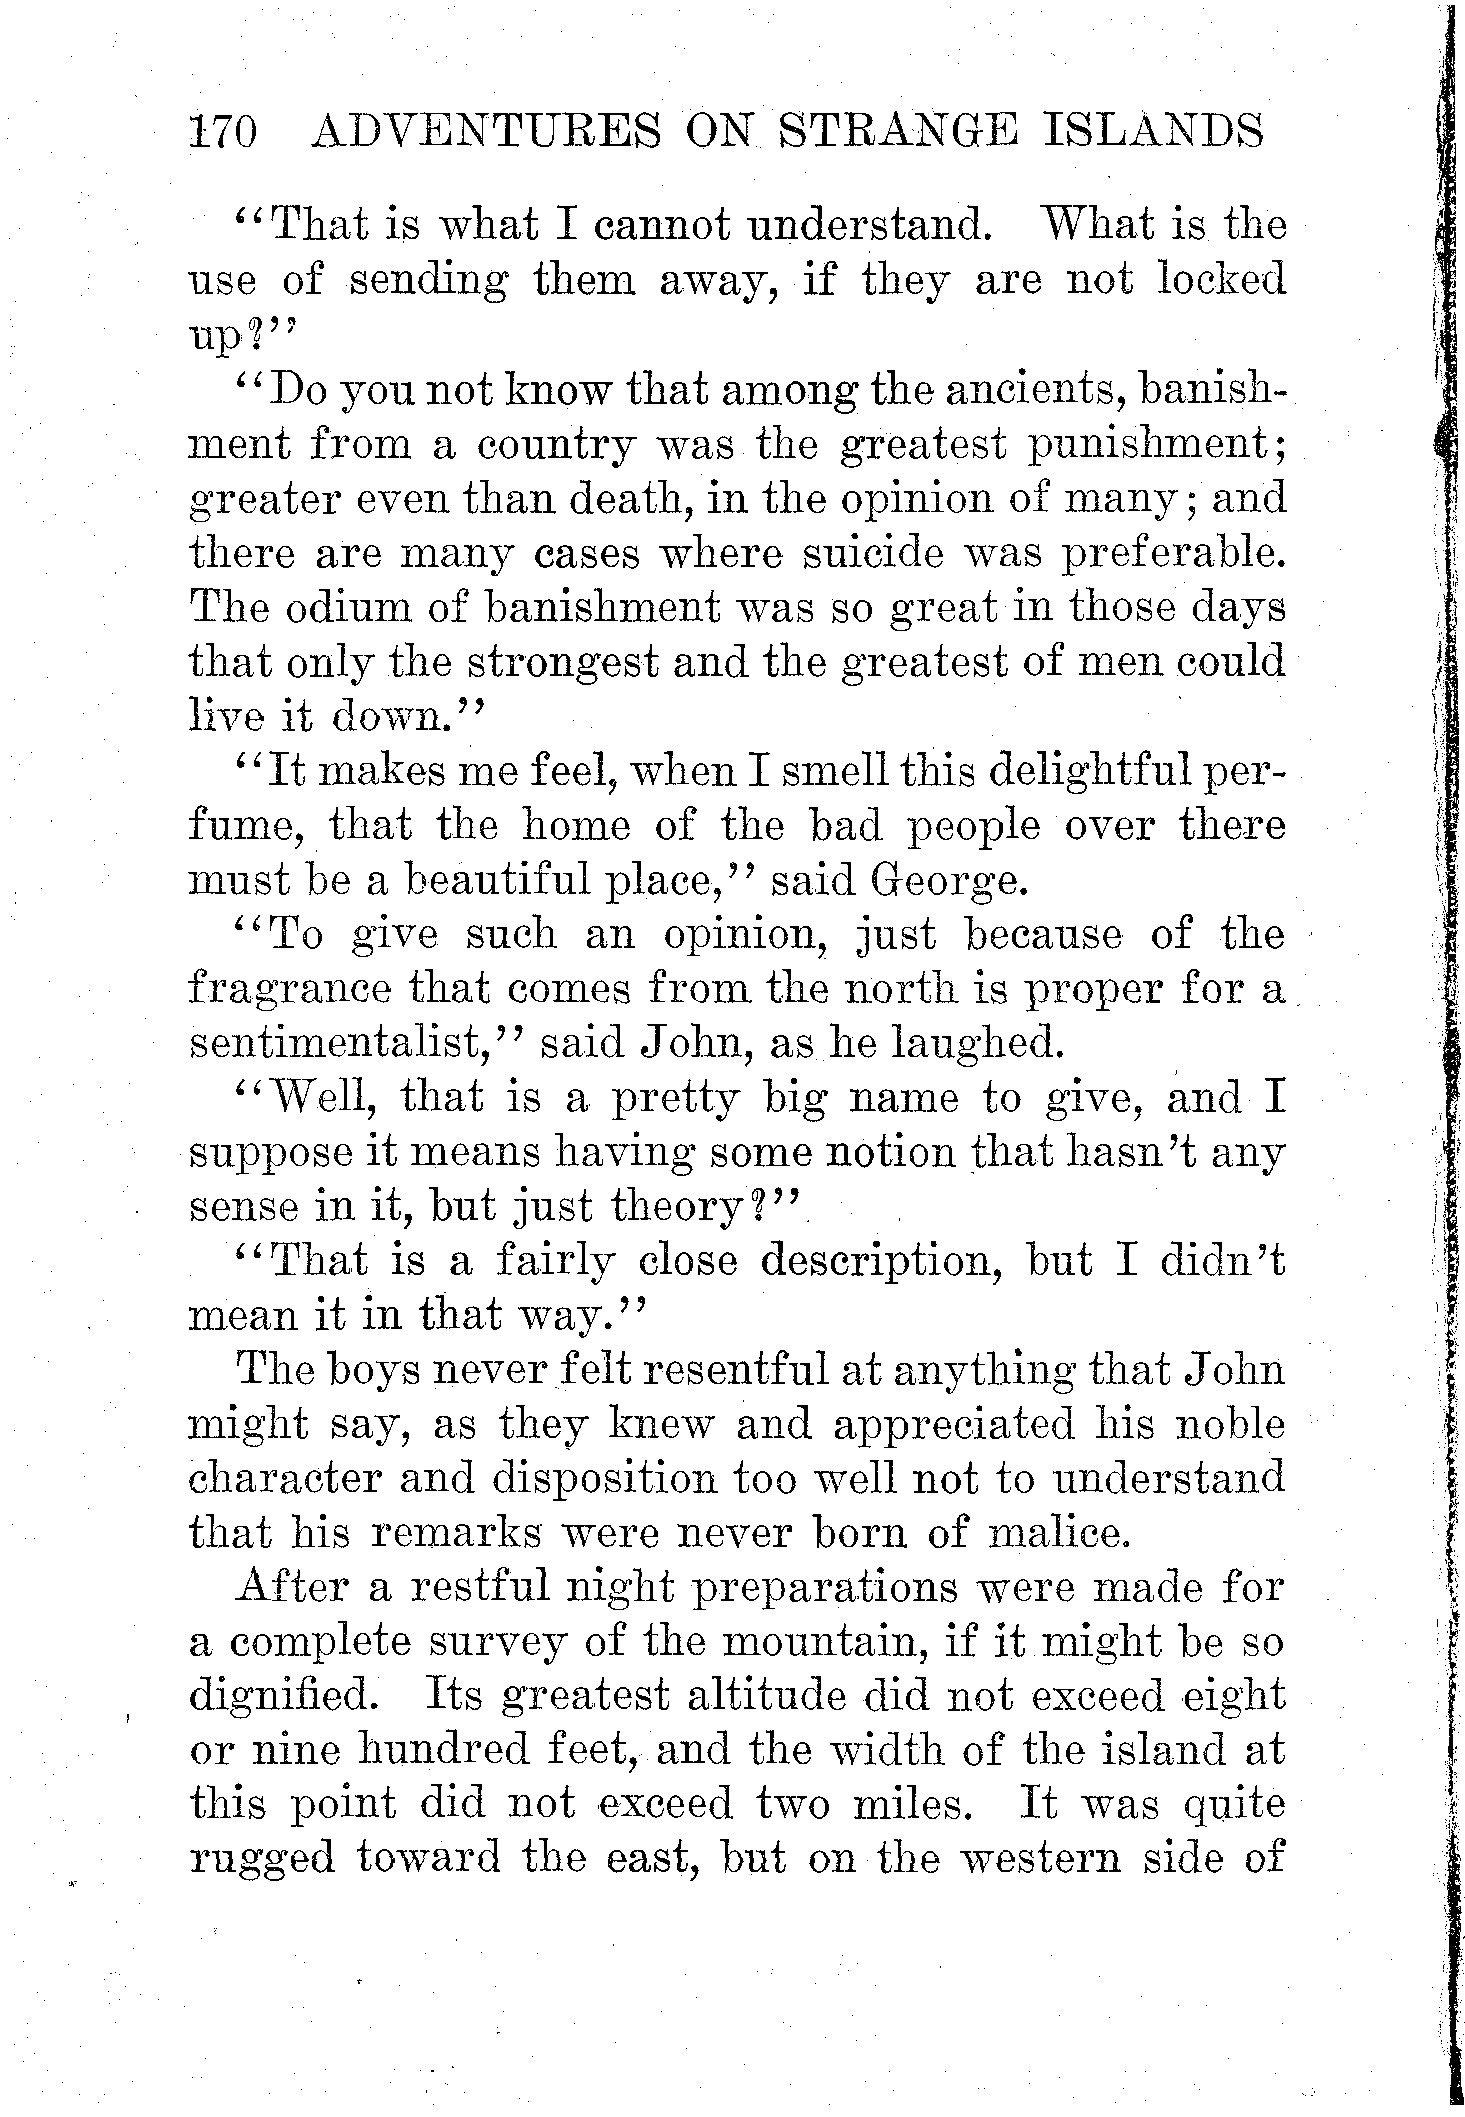 170 ADVENTURES ON STRANGE ISLANDS
"That is what I cannot understand. What is the
use of sending them away, if they are not locked
up?"
"Do you not know that among the ancients, banish-
ment from a country was the greatest punishment;
greater even than death, in the opinion of many; and
there are many cases where suicide was preferable.
The odium of banishment was so great in those days
that only the strongest and the greatest of men could
live it down."
"It makes me feel, when I smell this delightful per-
fume, that the home of the bad people over there
must be a beautiful place," said George.
"To give such an opinion, just because of the
fragrance that comes from the north is proper for a
sentimentalist," said John, as he laughed.
"Well, that is a pretty big name to give, and I
suppose it means having some notion that hasn't any
sense in it, but just theory?"
"That is a fairly close description, but I didn't
mean it in that way."
The boys never felt resentful at anything that John
might say, as they knew and appreciated his noble
character and disposition too well not to understand
that his remarks were never born of malice.
After a restful night preparations were made for
a complete survey of the mountain, if it might be so
dignified. Its greatest altitude did not exceed eight
or nine hundred feet, and the width of the island at
this point did not exceed two miles. It was quite
rugged toward the east, but on the western side of